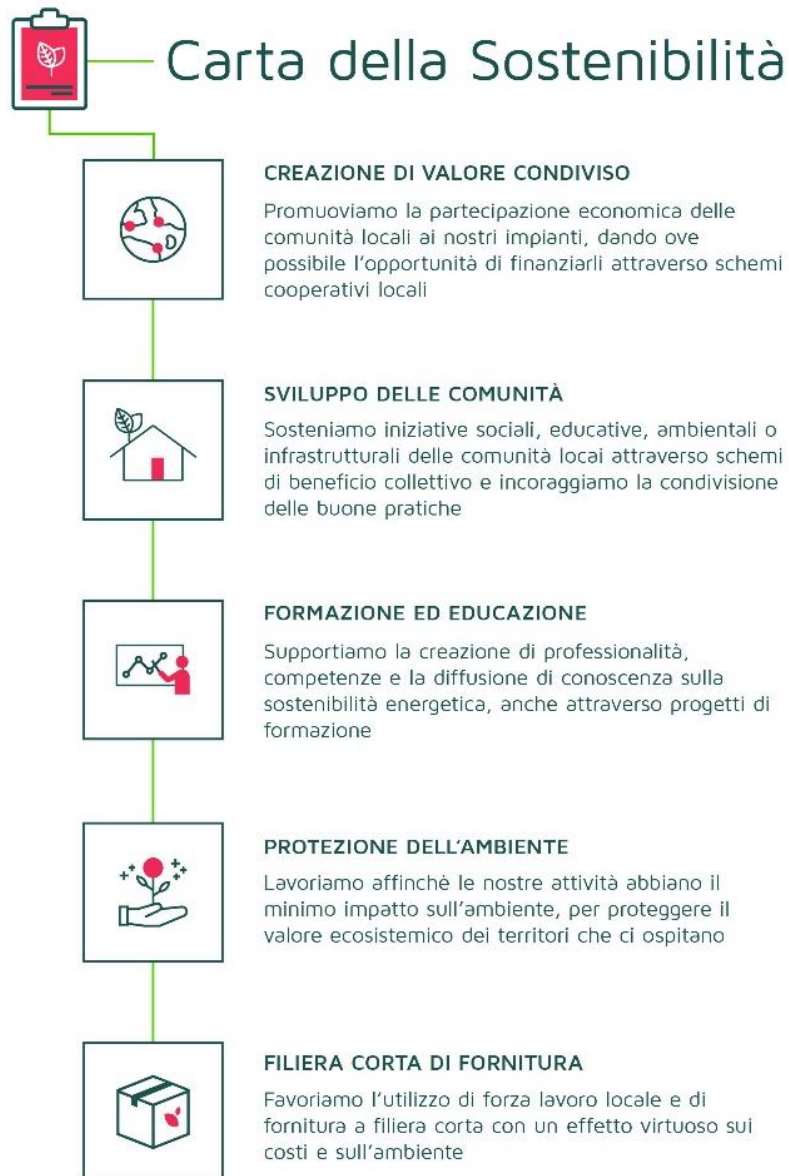 Carta della Sostenibilità
CREAZIONE DI VALORE CONDIVISO
Promuoviamo la partecipazione economica delle
comunità locali ai nostri impianti, dando ove
possibile l'opportunità di finanziarli attraverso schemi
cooperativi locali
SVILUPPO DELLE COMUNITÀ
Sosteniamo iniziative sociali, educative, ambientali o
infrastrutturali delle comunità locai attraverso schemi
di beneficio collettivo e incoraggiamo la condivisione
delle buone pratiche
FORMAZIONE ED EDUCAZIONE
Supportiamo la creazione di professionalità,
competenze e la diffusione di conoscenza sulla
sostenibilità energetica, anche attraverso progetti di
formazione
PROTEZIONE DELL'AMBIENTE
Lavoriamo affinchè le nostre attività abbiano il
minimo impatto sull'ambiente, per proteggere il
valore ecosistemico dei territori che ci ospitano
FILIERA CORTA DI FORNITURA
Favoriamo l'utilizzo di forza lavoro locale e di
fornitura a filiera corta con un effetto virtuoso sui
costi e sull'ambiente